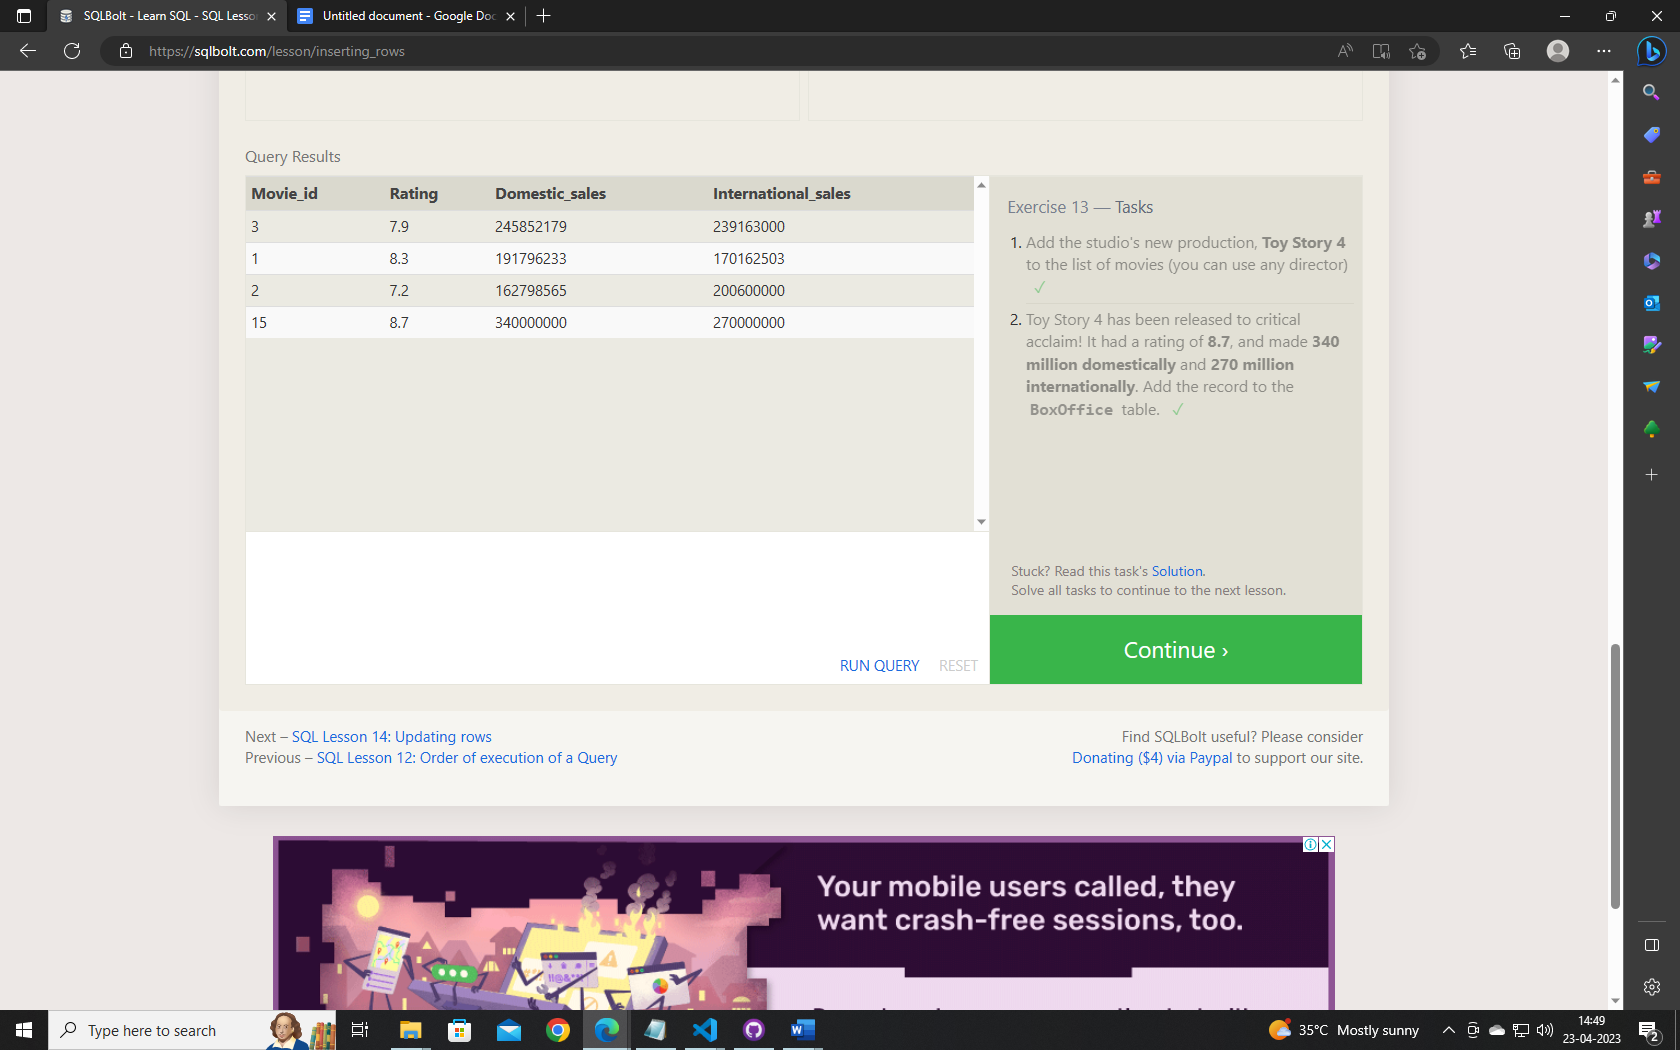 SQLBolt - Learn SQL - SQL Lesso
Untitled document - Google Doc
https://sqlbolt.com/lesson/inserting_rows
Query Results
Movie_id Rating Domestic_sales International_sales
3 7.9 245852179 239163000
1 8.3 191796233 170162503
2 7.2 162798565 200600000
15 8.7 340000000 270000000
Exercise 13 — Tasks
1. Add the studio's new production, Toy Story 4
to the list of movies (you can use any director)
✓
2. Toy Story 4 has been released to critical
acclaim! It had a rating of 8.7, and made 340
million domestically and 270 million
internationally. Add the record to the
BoxOffice table. ✓
Stuck? Read this task's Solution.
Solve all tasks to continue to the next lesson.
RUN QUERY RESET
Continue ›
Next – SQL Lesson 14: Updating rows
Previous – SQL Lesson 12: Order of execution of a Query
Find SQLBolt useful? Please consider
Donating ($4) via Paypal to support our site.
Your mobile users called, they
want crash-free sessions, too.
Type here to search
35°C Mostly sunny
14:49
23-04-2023
2